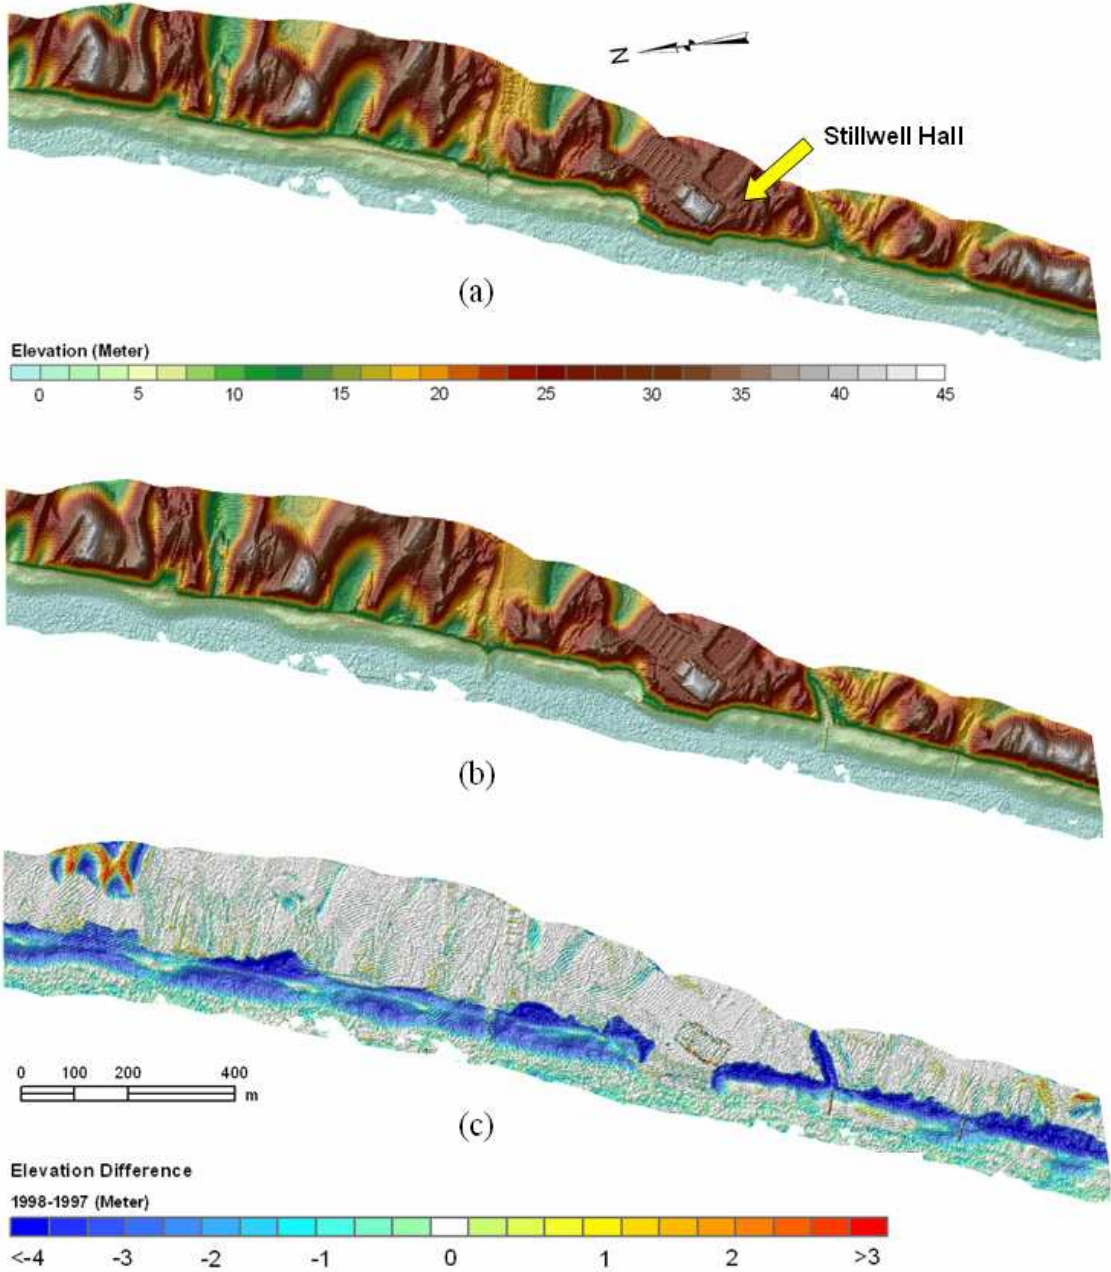 N
Stillwell Hall
(a)
Elevation (Meter)
0 5 10 15 20 25 30 35 40 45
(b)
0 100 200 400
m
(c)
Elevation Difference
1998-1997 (Meter)
<-4 -3 -2 -1 0 1 2 >3